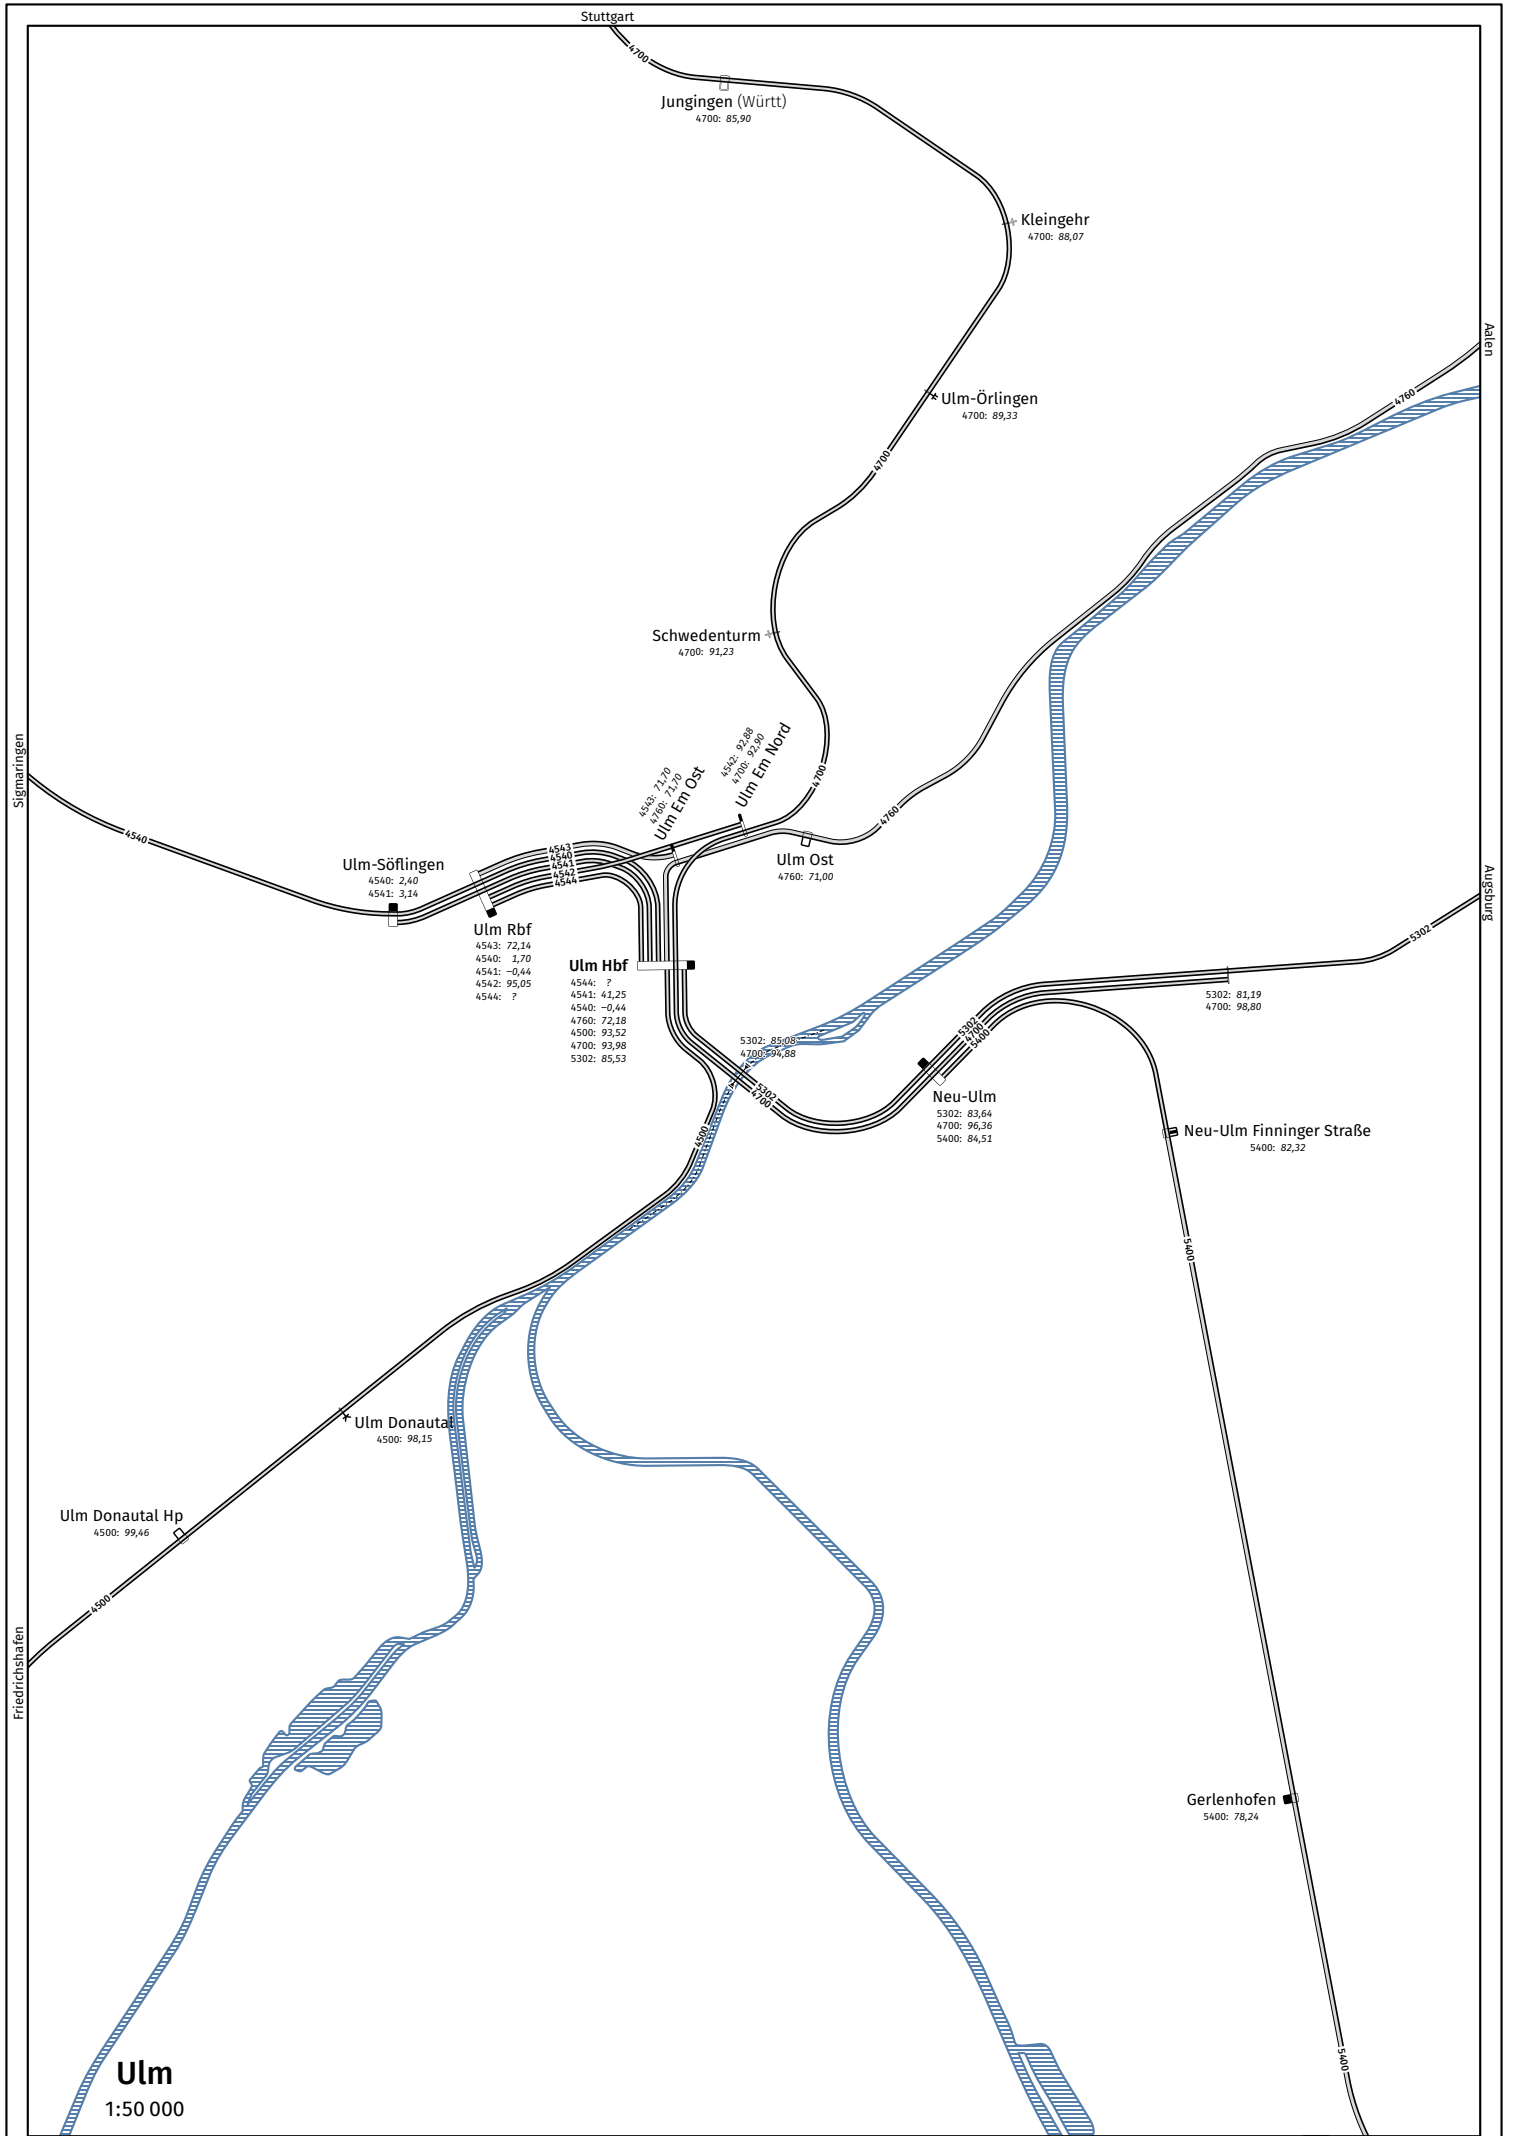 Stuttgart
4700
Jungingen (Württ)
4700: 85,90
Kleingehr
4700: 88,07
Aalen
4760
Ulm-Örlingen
4700: 89,33
4700
Schwedenturm
4700: 91,23
Sigmaringen
4542: 92,88
4700: 92,90
Ulm Em Nord
4543: 71,70
4760: 71,70
Ulm Em Ost
4700
4760
4540
Ulm Ost
4760: 71,00
4543
4540
4541
4542
4544
Ulm-Söflingen
4540: 2,40
4541: 3,14
Augsburg
5302
Ulm Rbf
4543: 72,14
4540: 1,70
4541: −0,44
4542: 95,05
4544: ?
Ulm Hbf
4544: ?
4541: 41,25
4540: −0,44
4760: 72,18
4500: 93,52
4700: 93,98
5302: 85,53
5302: 81,19
4700: 98,80
5302: 85,08
4700: 94,88
5302
4700
5400
5302
4700
Neu-Ulm
5302: 83,64
4700: 96,36
5400: 84,51
4500
Neu-Ulm Finninger Straße
5400: 82,32
5400
Ulm Donautal
4500: 98,15
Ulm Donautal Hp
4500: 99,46
4500
Friedrichshafen
Gerlenhofen
5400: 78,24
5400
Ulm
1:50 000